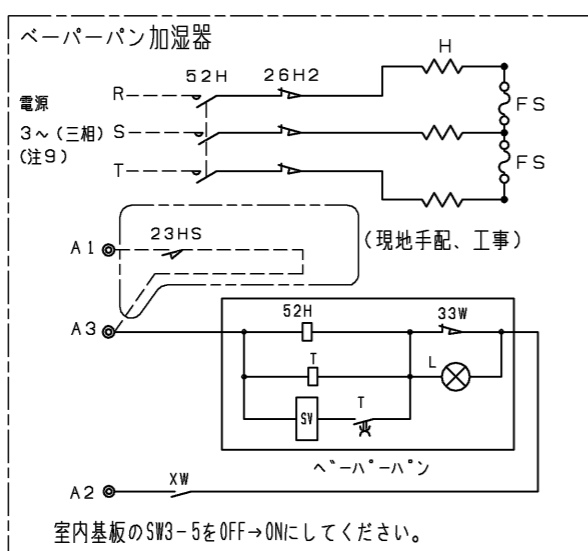 ベーパーパン加湿器
H
52H 26H2
電源
R
FS
3~(三相) S
(注9)
FS
T
23HS
A1
(現地手配、工事)
52H 33W
A3
T L
SV T
ベーパーパン
XW
A2
室内基板のSW3-5をOFF→ONにしてください。